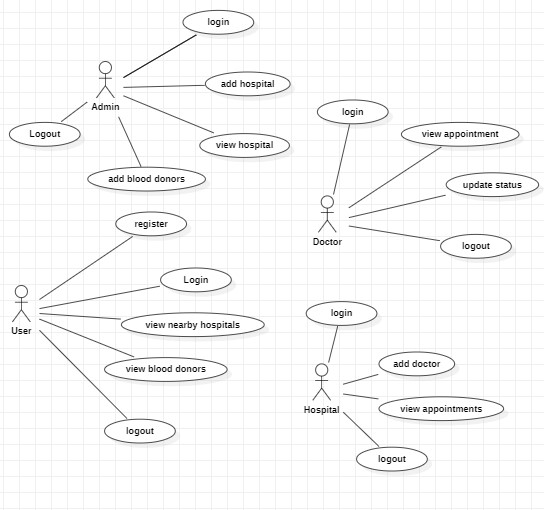 login
add hospital
Admin
Logout
view hospital
add blood donors
login
view appointment
update status
Doctor
logout
register
Login
User
view nearby hospitals
view blood donors
logout
login
add doctor
Hospital
view appointments
logout